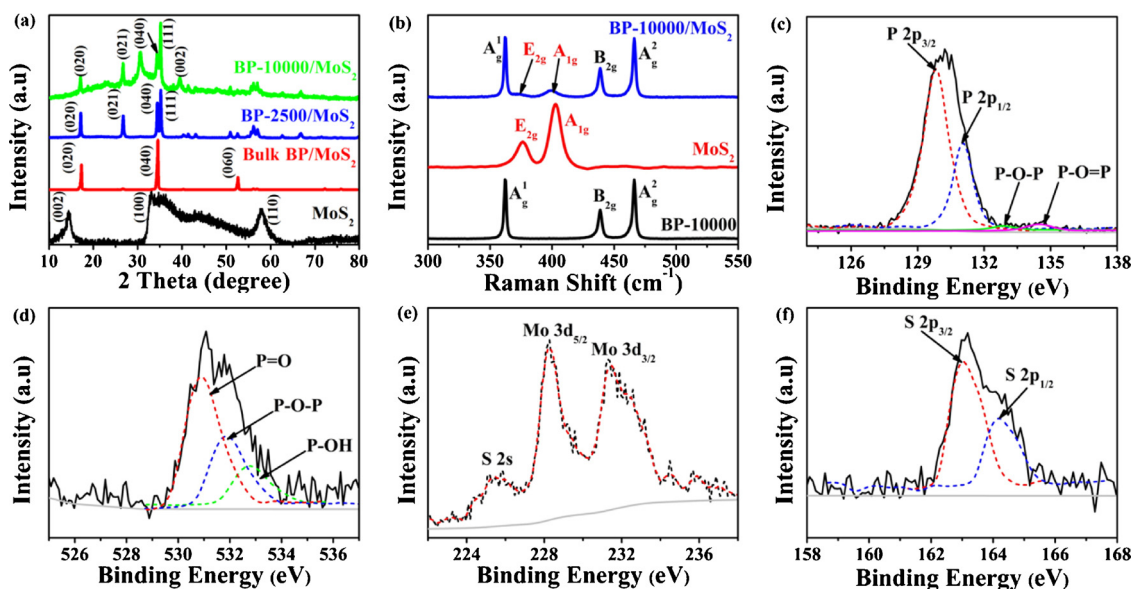 (a)
Intensity (a.u)
(020)
(021)
(040)
(111)
(002)
BP-10000/MoS2
(020)
(021)
(040)
(111)
BP-2500/MoS2
(020)
(040)
(060)
Bulk BP/MoS2
(002)
(100)
(110)
MoS2
10 20 30 40 50 60 70 80
2 Theta (degree)
(b)
Intensity (a.u)
BP-10000/MoS2
A1g
E2g
A1g
B2g
A2g
E2g
A1g
MoS2
A1g
B2g
A2g
BP-10000
300 350 400 450 500 550
Raman Shift (cm-1)
(c)
Intensity (a.u)
P 2p3/2
P 2p1/2
P-O-P
P-O=P
126 129 132 135 138
Binding Energy (eV)
(d)
Intensity (a.u)
P=O
P-O-P
P-OH
526 528 530 532 534 536
Binding Energy (eV)
(e)
Intensity (a.u)
Mo 3d5/2
Mo 3d3/2
S 2s
224 228 232 236
Binding Energy (eV)
(f)
Intensity (a.u)
S 2p3/2
S 2p1/2
158 160 162 164 166 168
Binding Energy (eV)